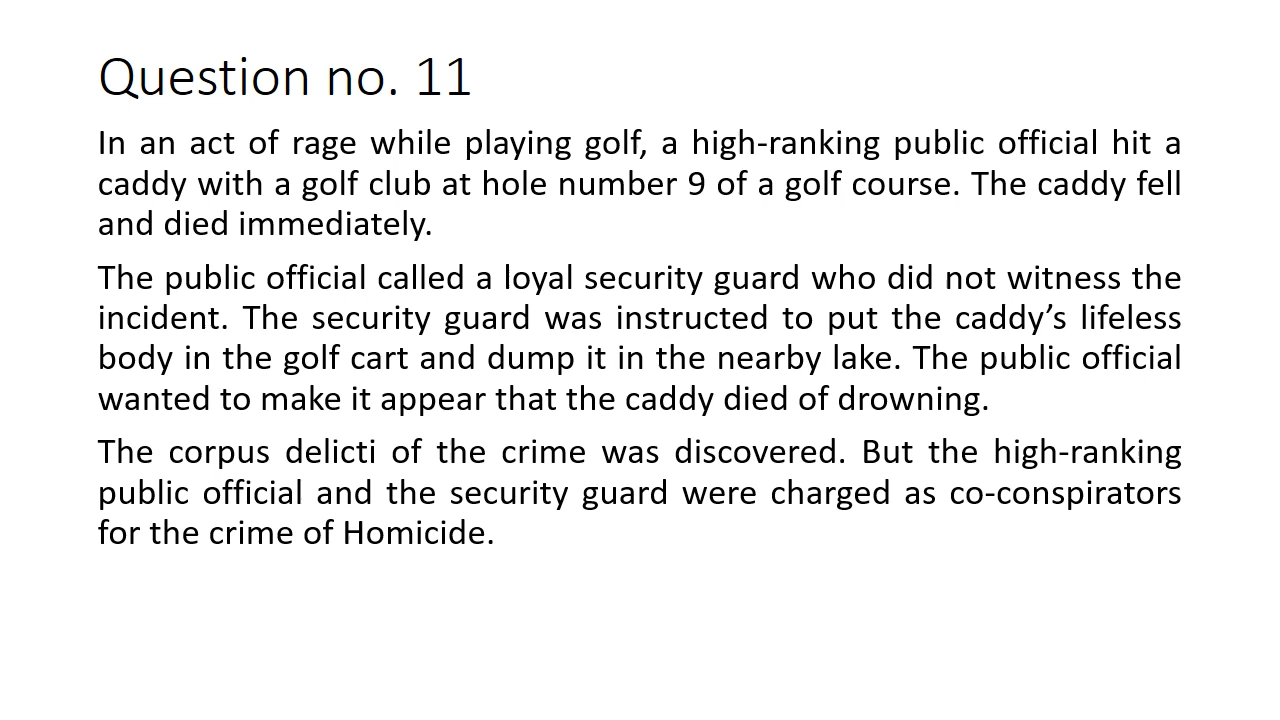 Question no. 11
In an act of rage while playing golf, a high-ranking public official hit a
caddy with a golf club at hole number 9 of a golf course. The caddy fell
and died immediately.
The public official called a loyal security guard who did not witness the
incident. The security guard was instructed to put the caddy’s lifeless
body in the golf cart and dump it in the nearby lake. The public official
wanted to make it appear that the caddy died of drowning.
The corpus delicti of the crime was discovered. But the high-ranking
public official and the security guard were charged as co-conspirators
for the crime of Homicide.